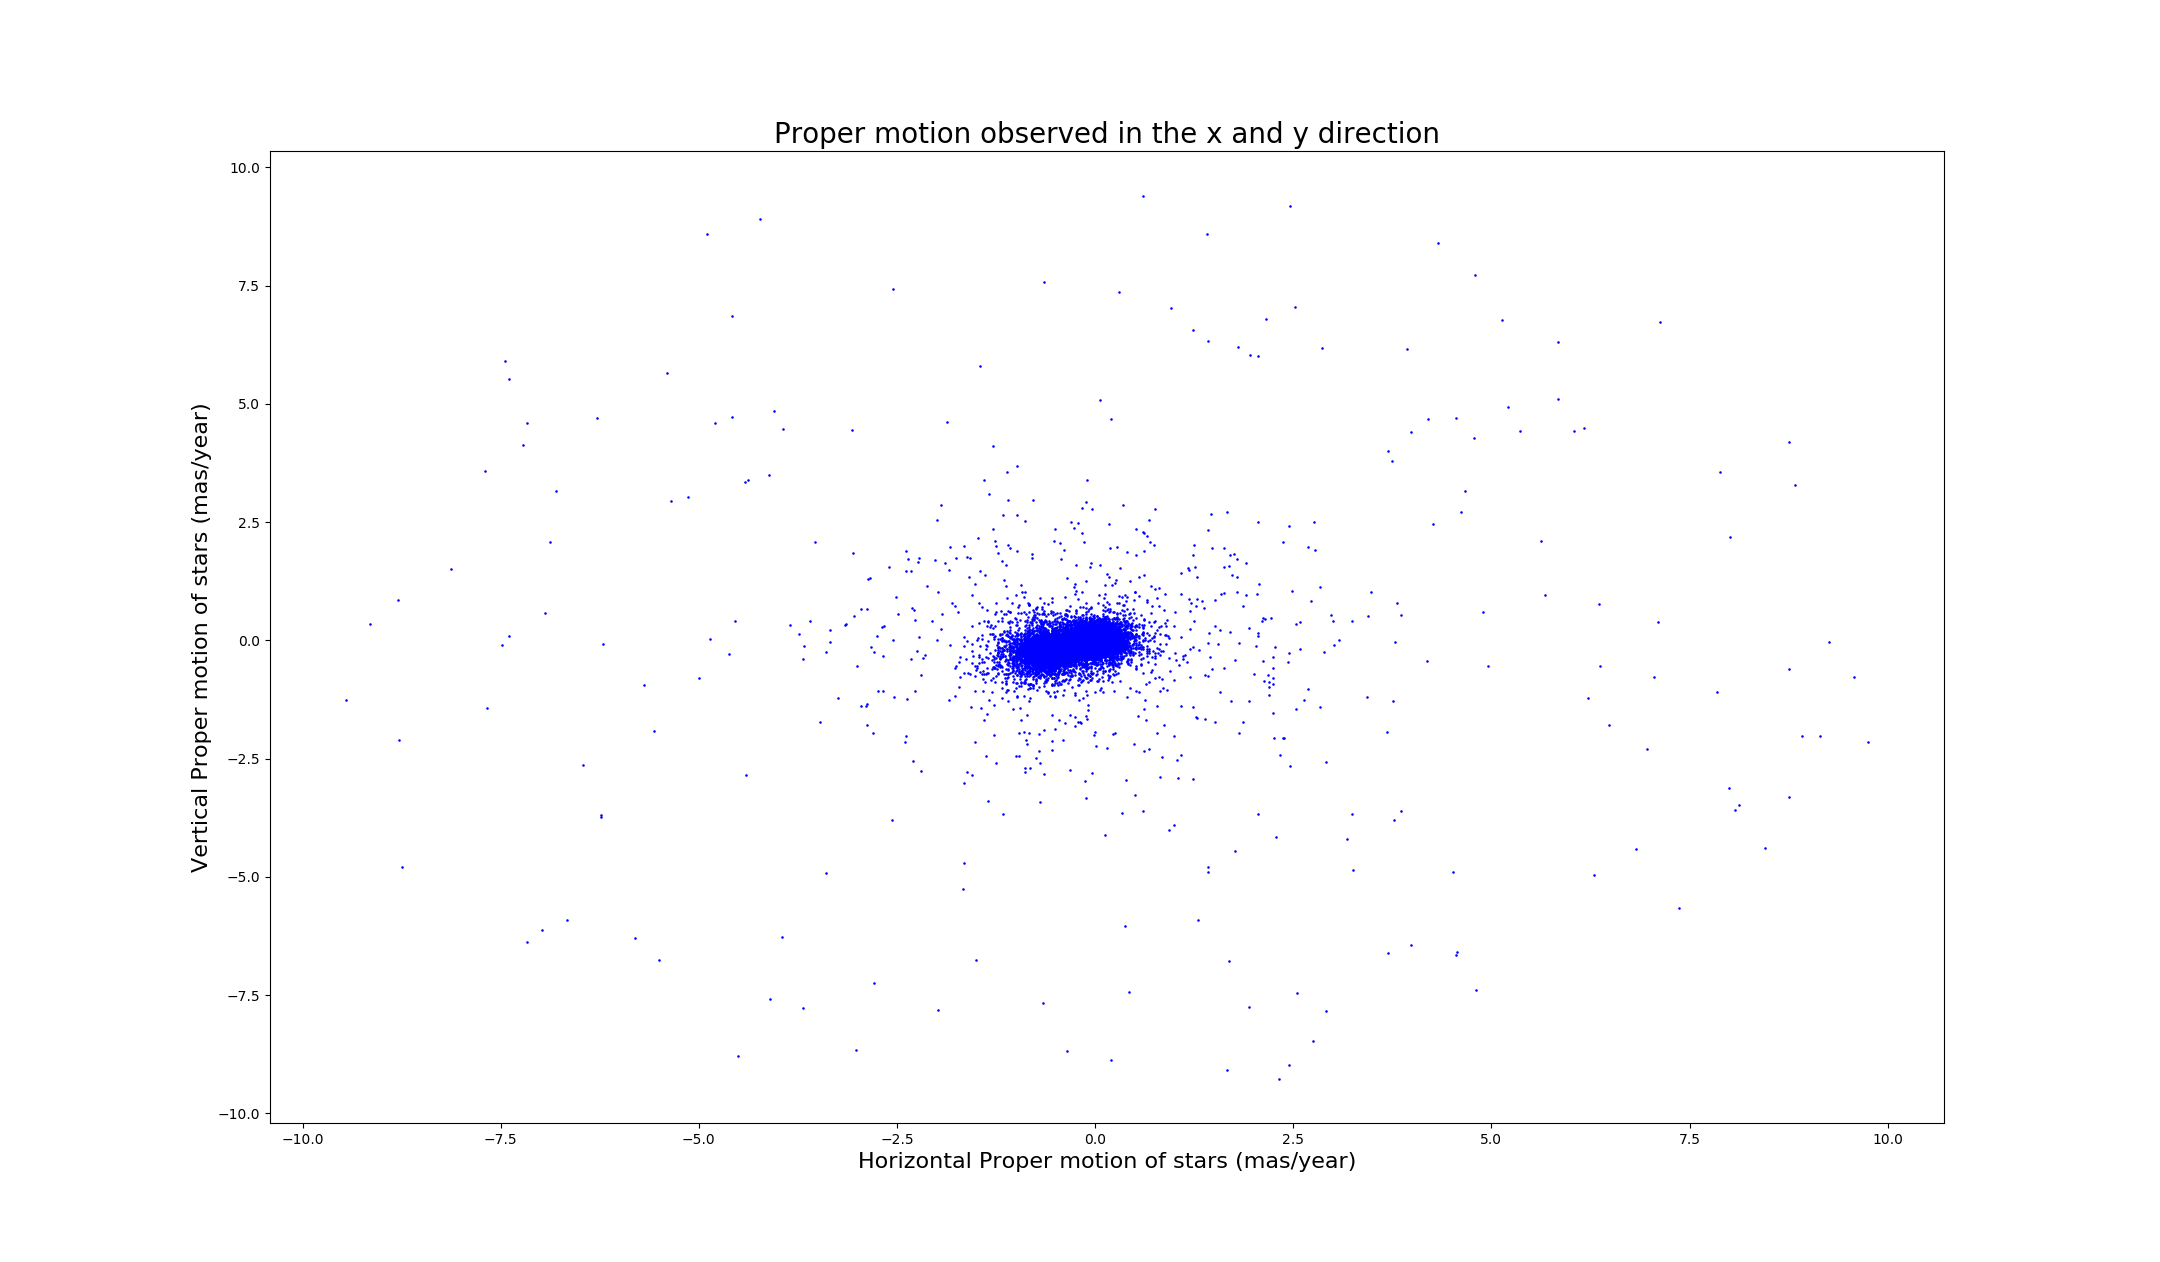 Proper motion observed in the x and y direction
10.0
7.5
5.0
2.5
0.0
−2.5
−5.0
−7.5
−10.0
Vertical Proper motion of stars (mas/year)
−10.0 −7.5 −5.0 −2.5 0.0 2.5 5.0 7.5 10.0
Horizontal Proper motion of stars (mas/year)